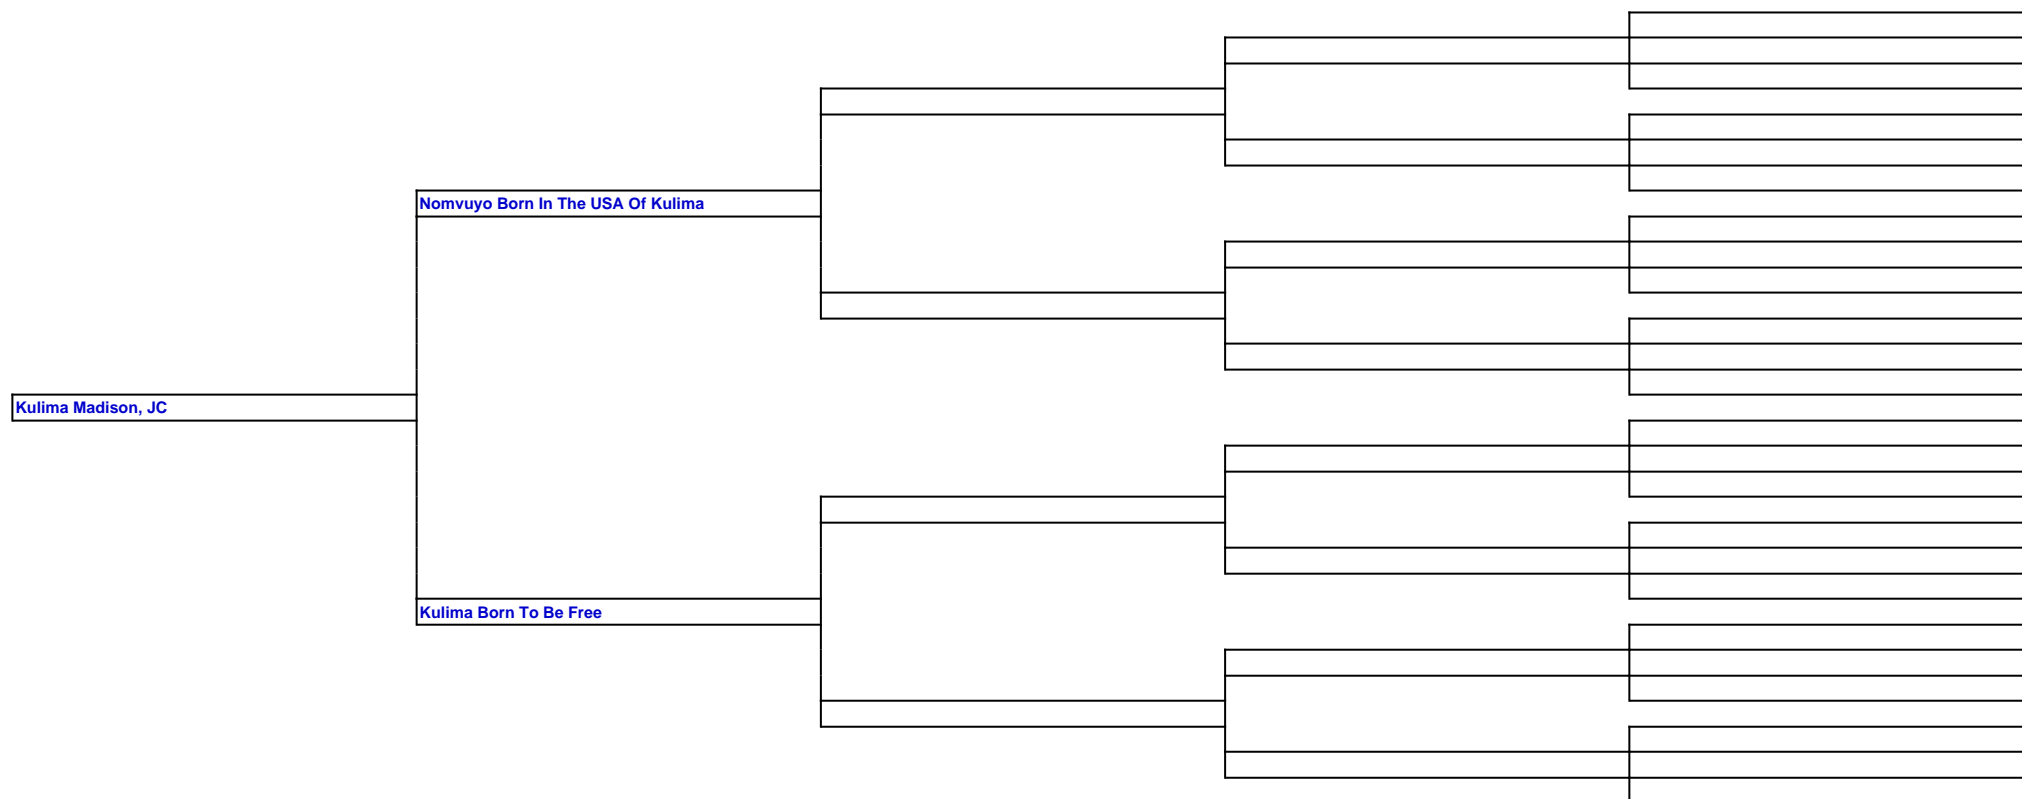 Nomvuyo Born In The USA Of Kulima
Kulima Madison, JC
Kulima Born To Be Free